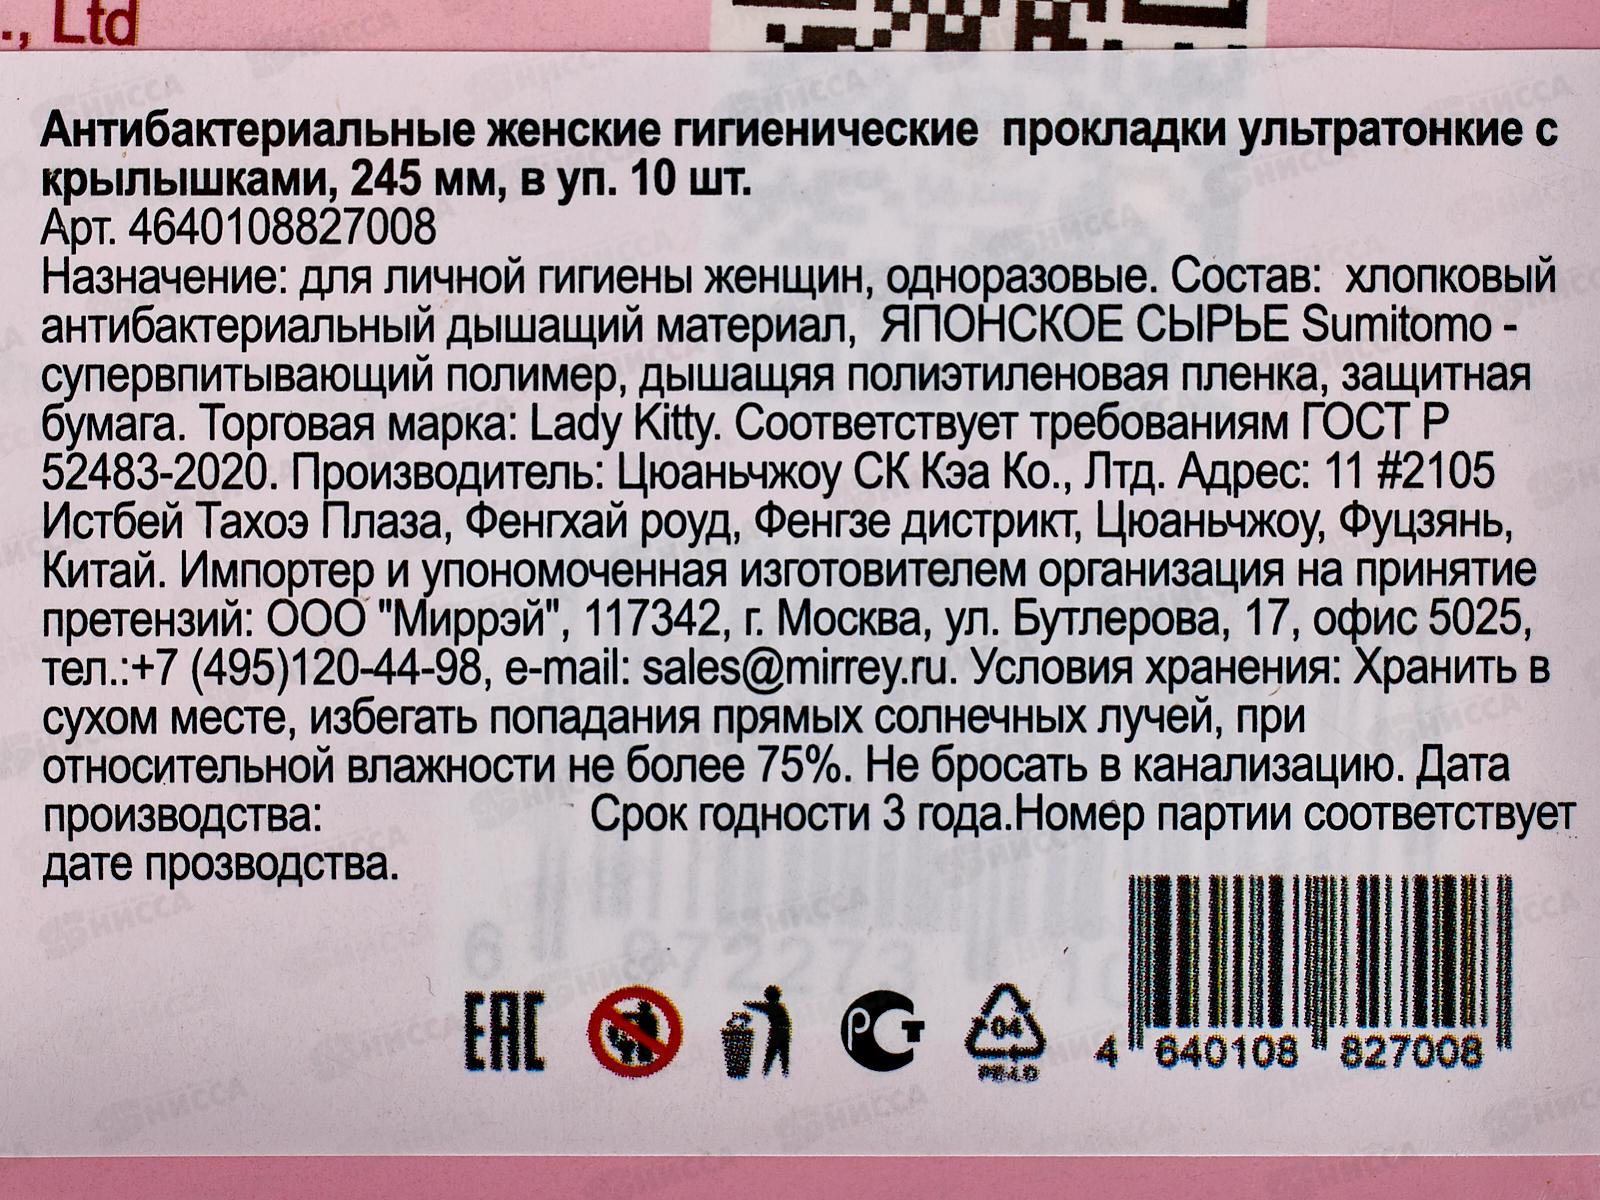 ., Ltd
Антибактериальные женские гигиенические прокладки ультратонкие с
крылышками, 245 мм, в уп. 10 шт.
Арт. 4640108827008
Назначение: для личной гигиены женщин, одноразовые. Состав: хлопковый
антибактериальный дышащий материал, ЯПОНСКОЕ СЫРЬЕ Sumitomo -
супервпитывающий полимер, дышащяя полиэтиленовая пленка, защитная
бумага. Торговая марка: Lady Kitty. Соответствует требованиям ГОСТ Р
52483-2020. Производитель: Цюаньчжоу СК Кэа Ко., Лтд. Адрес: 11 #2105
Истбей Тахоэ Плаза, Фенгхай роуд, Фенгзе дистрикт, Цюаньчжоу, Фуцзянь,
Китай. Импортер и упономоченная изготовителем организация на принятие
претензий: ООО "Миррэй", 117342, г. Москва, ул. Бутлерова, 17, офис 5025,
тел.:+7 (495)120-44-98, e-mail: sales@mirrey.ru. Условия хранения: Хранить в
сухом месте, избегать попадания прямых солнечных лучей, при
относительной влажности не более 75%. Не бросать в канализацию. Дата
производства: Срок годности 3 года.Номер партии соответствует
дате прозводства.
EAC
РСТ
04
PE-LD
4 640108 827008
НИССА